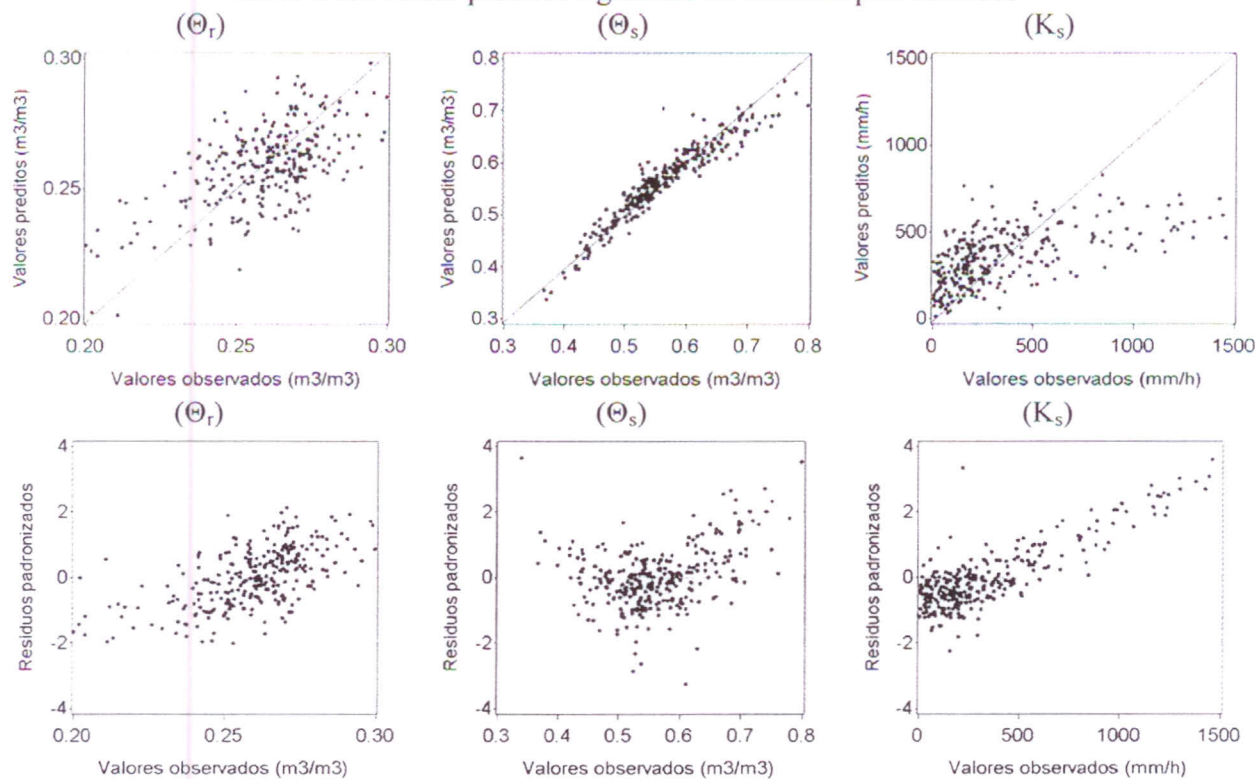 (Θr) (Θs) (Ks)
Valores preditos (m3/m3)
0.30
0.25
0.20
0.20 0.25 0.30
Valores observados (m3/m3)
Valores preditos (m3/m3)
0.8
0.7
0.6
0.5
0.4
0.3
0.3 0.4 0.5 0.6 0.7 0.8
Valores observados (m3/m3)
Valores preditos (mm/h)
1500
1000
500
0
0 500 1000 1500
Valores observados (mm/h)
(Θr) (Θs) (Ks)
Residuos padronizados
4
2
0
-2
-4
0.20 0.25 0.30
Valores observados (m3/m3)
Residuos padronizados
4
2
0
-2
-4
0.3 0.4 0.5 0.6 0.7 0.8
Valores observados (m3/m3)
Residuos padronizados
4
2
0
-2
-4
0 500 1000 1500
Valores observados (mm/h)